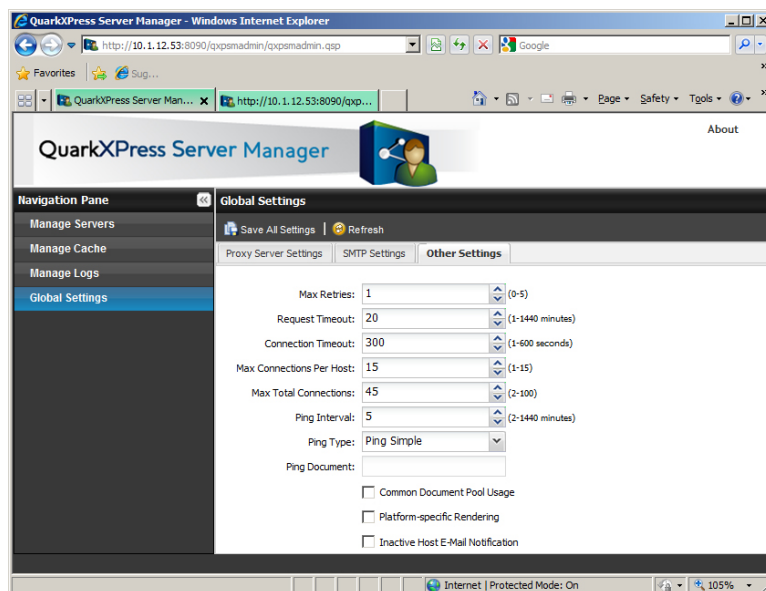 QuarkXPress Server Manager - Windows Internet Explorer
http://10.1.12.53:8090/qxpsmadmin/qxpsmadmin.qsp
Google
Favorites Sug...
QuarkXPress Server Man... http://10.1.12.53:8090/qxp... Page Safety Tools
About
QuarkXPress Server Manager
Navigation Pane
Manage Servers
Manage Cache
Manage Logs
Global Settings
Global Settings
Save All Settings Refresh
Proxy Server Settings SMTP Settings Other Settings
Max Retries: 1 (0-5)
Request Timeout: 20 (1-1440 minutes)
Connection Timeout: 300 (1-600 seconds)
Max Connections Per Host: 15 (1-15)
Max Total Connections: 45 (2-100)
Ping Interval: 5 (2-1440 minutes)
Ping Type: Ping Simple
Ping Document:
Common Document Pool Usage
Platform-specific Rendering
Inactive Host E-Mail Notification
Internet | Protected Mode: On 105%